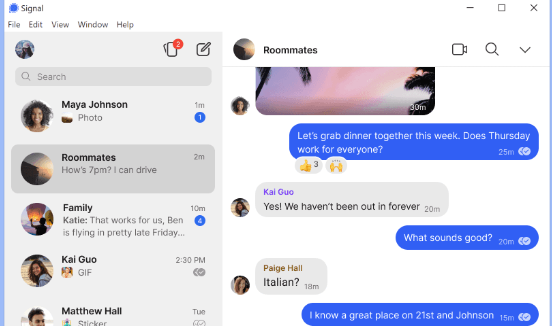 Signal
File Edit View Window Help
2
Search
Maya Johnson 1m
Photo 1
Roommates 2m
How's 7pm? I can drive
Family 10m
Katie: That works for us, Ben 4
is flying in pretty late Friday...
Kai Guo 2:30 PM
GIF
Matthew Hall Tue
Sticker
Roommates
30m
Let's grab dinner together this week. Does Thursday
work for everyone? 25m
3
Kai Guo
Yes! We haven't been out in forever 20m
What sounds good? 20m
Paige Hall
Italian? 18m
I know a great place on 21st and Johnson 15m